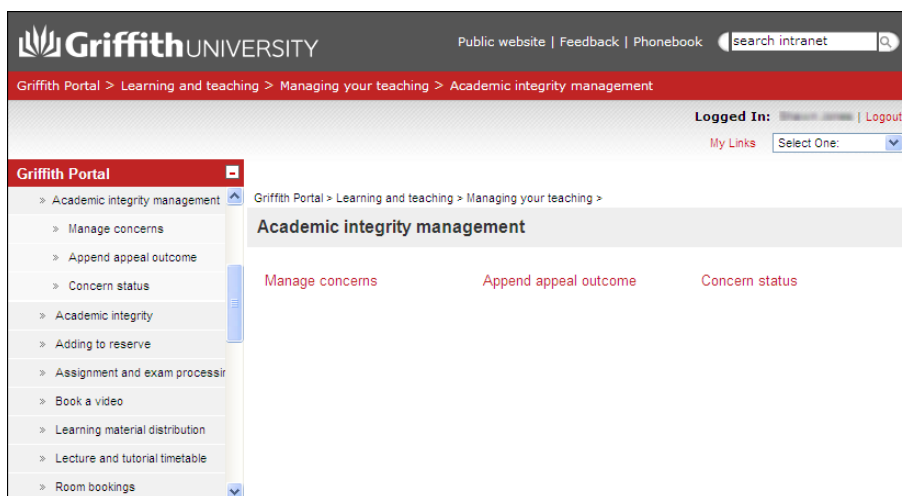 Griffith UNIVERSITY
Public website | Feedback | Phonebook
search intranet
Griffith Portal > Learning and teaching > Managing your teaching > Academic integrity management
Logged In: | Logout
My Links Select One:
Griffith Portal
» Academic integrity management
» Manage concerns
» Append appeal outcome
» Concern status
» Academic integrity
» Adding to reserve
» Assignment and exam processin
» Book a video
» Learning material distribution
» Lecture and tutorial timetable
» Room bookings
Griffith Portal > Learning and teaching > Managing your teaching >
Academic integrity management
Manage concerns Append appeal outcome Concern status